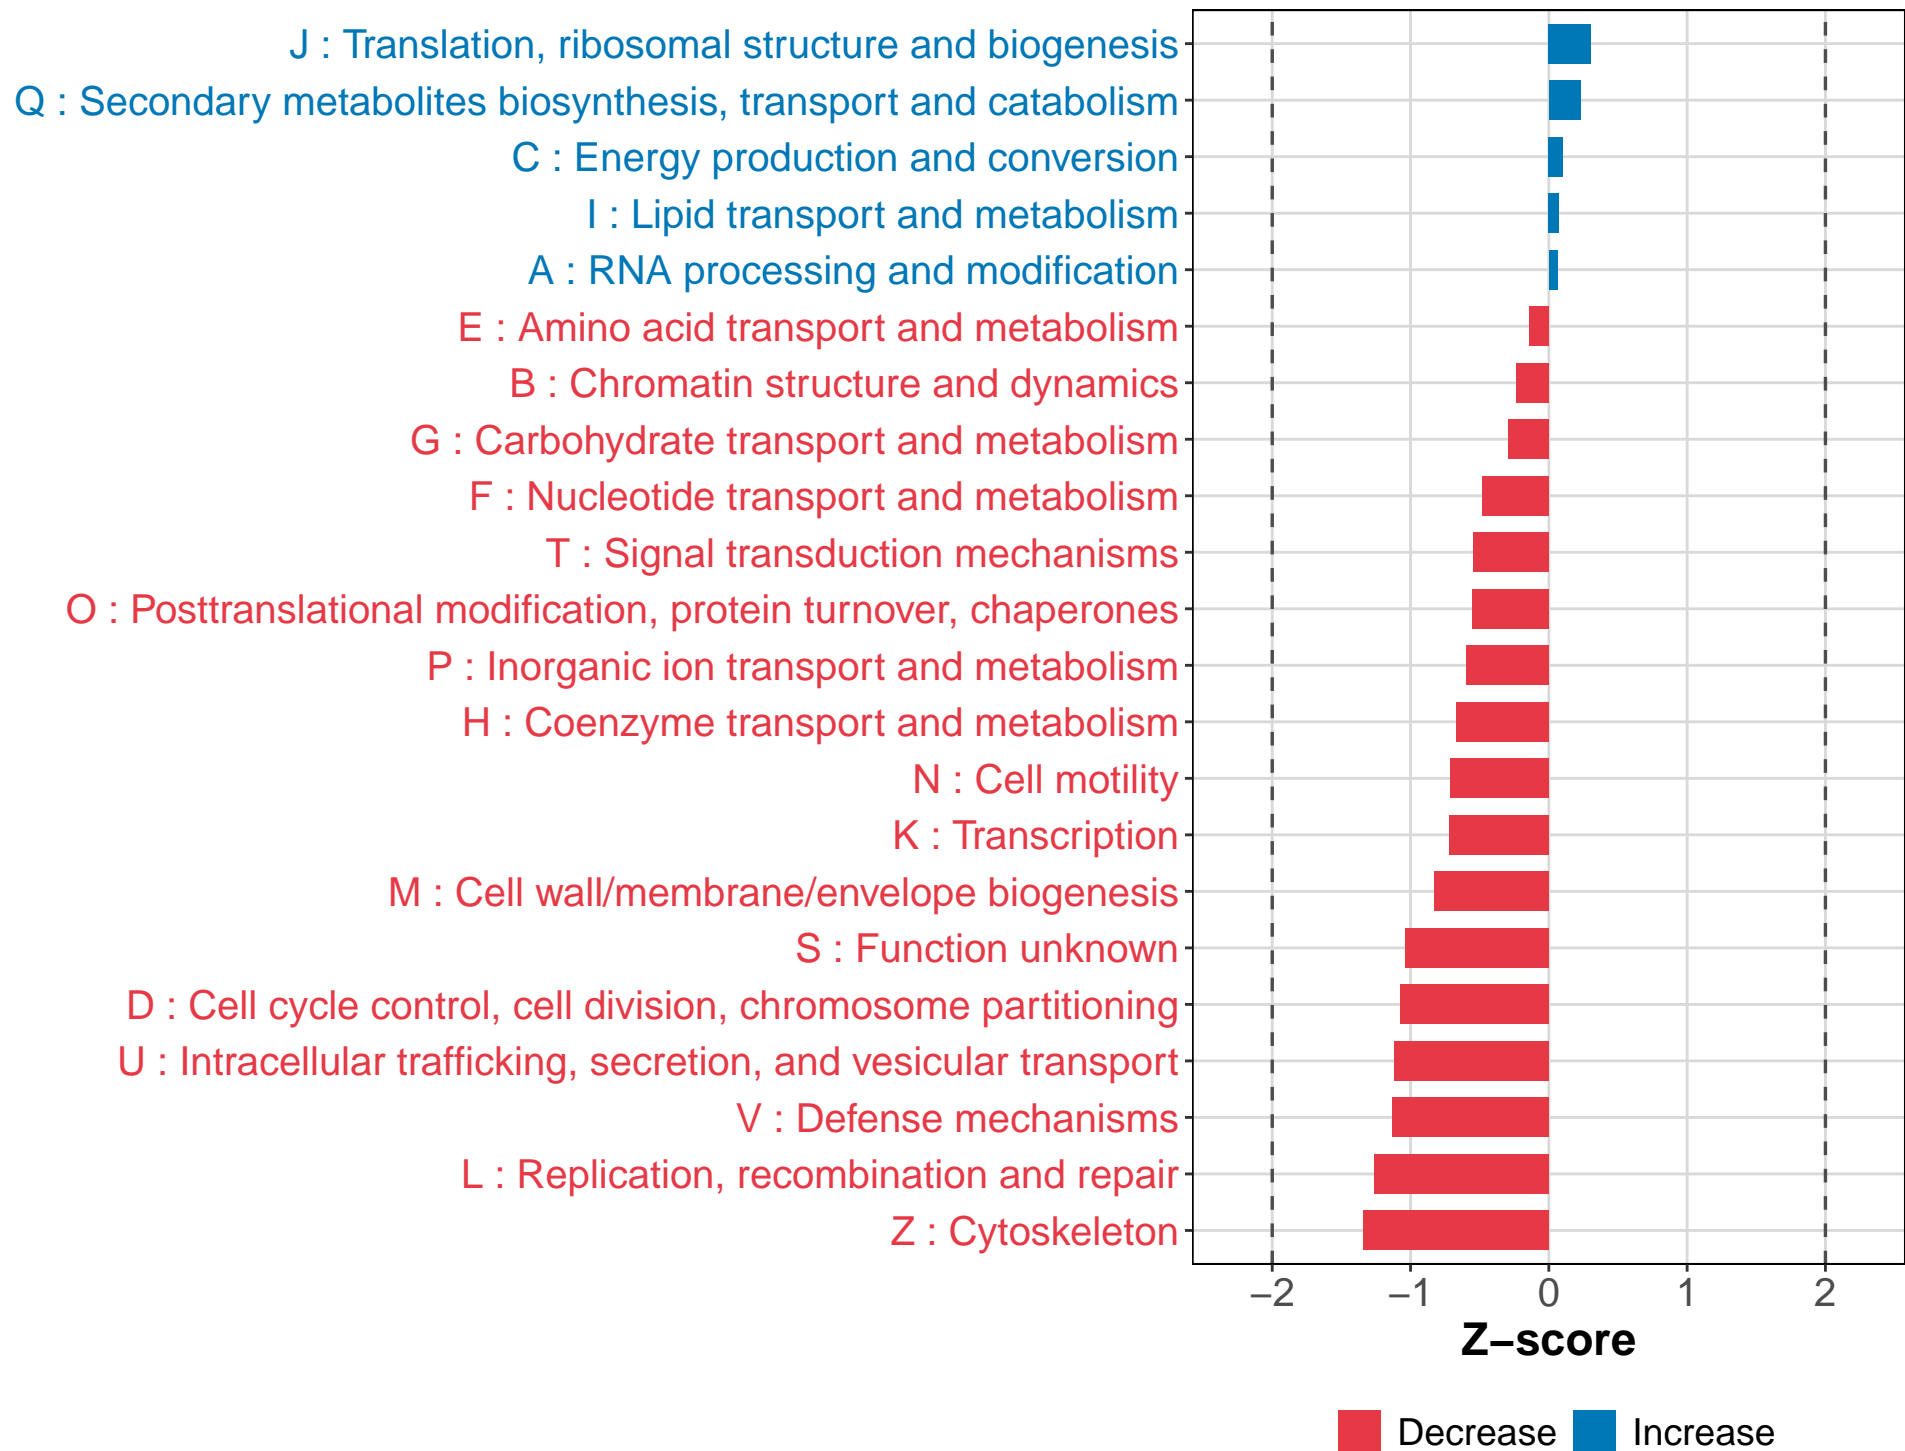 J : Translation, ribosomal structure and biogenesis
Q : Secondary metabolites biosynthesis, transport and catabolism
C : Energy production and conversion
I : Lipid transport and metabolism
A : RNA processing and modification
E : Amino acid transport and metabolism
B : Chromatin structure and dynamics
G : Carbohydrate transport and metabolism
F : Nucleotide transport and metabolism
T : Signal transduction mechanisms
O : Posttranslational modification, protein turnover, chaperones
P : Inorganic ion transport and metabolism
H : Coenzyme transport and metabolism
N : Cell motility
K : Transcription
M : Cell wall/membrane/envelope biogenesis
S : Function unknown
D : Cell cycle control, cell division, chromosome partitioning
U : Intracellular trafficking, secretion, and vesicular transport
V : Defense mechanisms
L : Replication, recombination and repair
Z : Cytoskeleton
−2 −1 0 1 2
Z−score
Decrease Increase